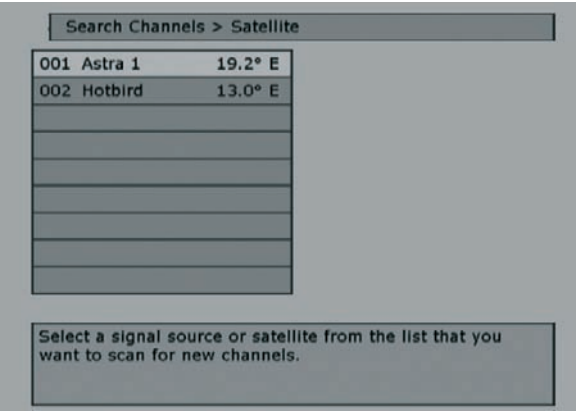 Search Channels > Satellite
001 Astra 1 19.2° E
002 Hotbird 13.0° E
Select a signal source or satellite from the list that you
want to scan for new channels.